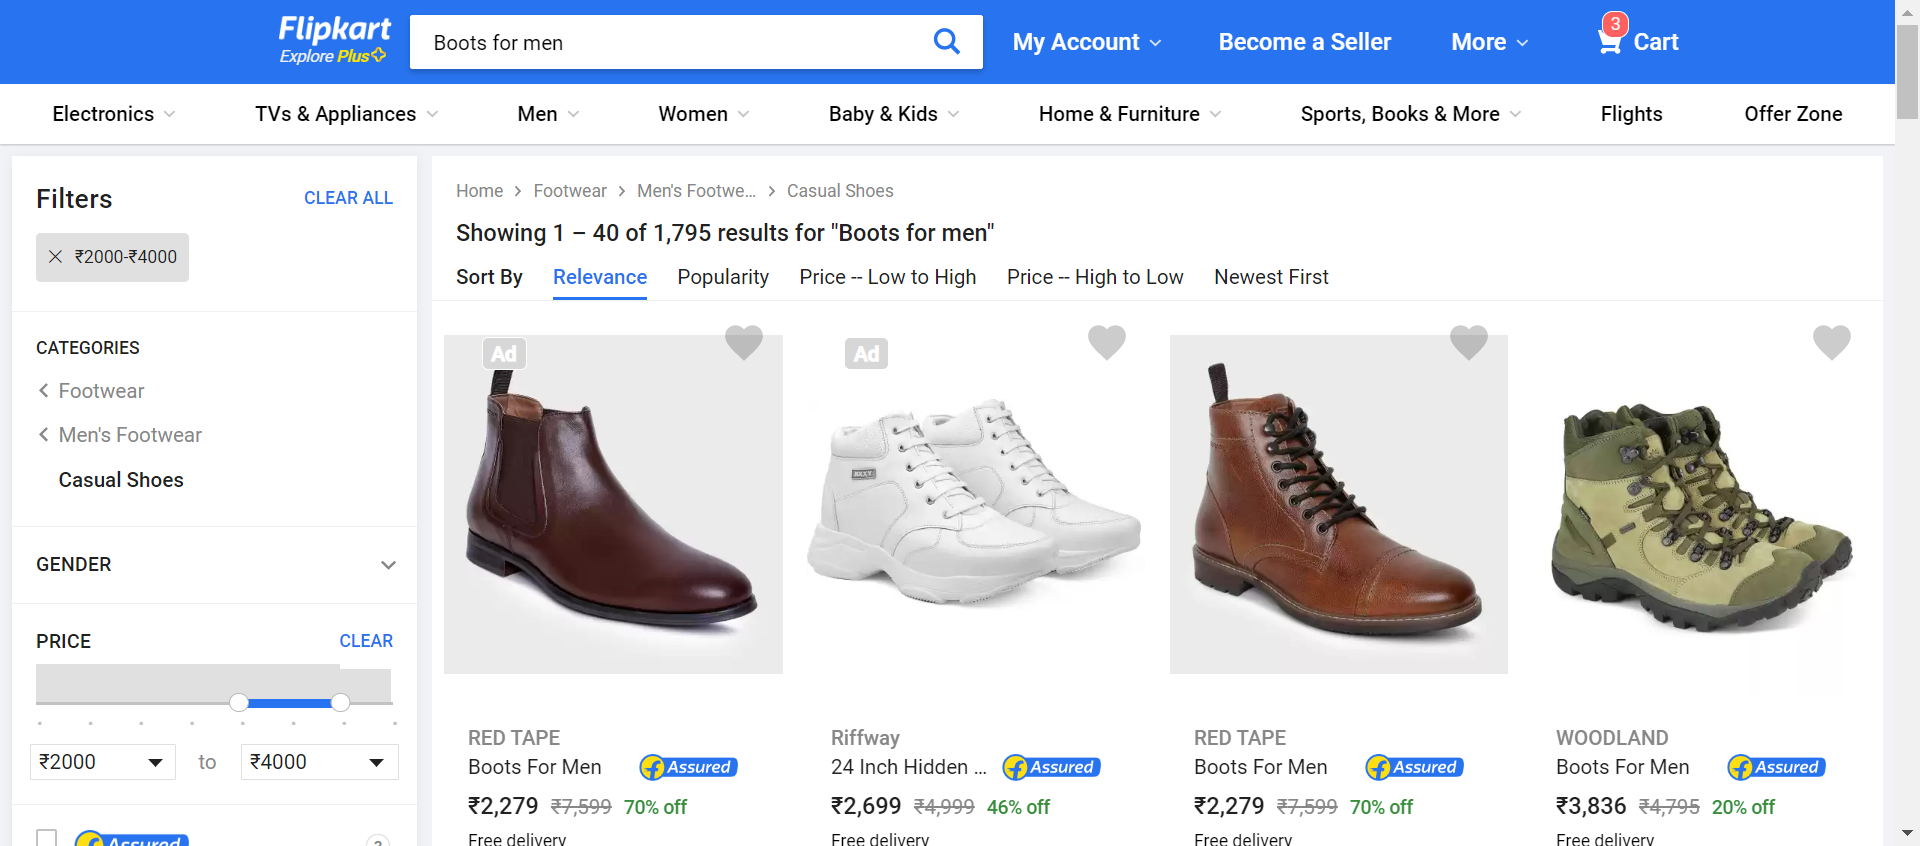 Flipkart
Explore Plus
Boots for men
My Account
Become a Seller
More
3
Cart
Electronics
TVs & Appliances
Men
Women
Baby & Kids
Home & Furniture
Sports, Books & More
Flights
Offer Zone
Filters
CLEAR ALL
₹2000-₹4000
CATEGORIES
Footwear
Men's Footwear
Casual Shoes
GENDER
PRICE
CLEAR
₹2000
to
₹4000
Assured
?
Home
Footwear
Men's Footwe...
Casual Shoes
Showing 1 – 40 of 1,795 results for "Boots for men"
Sort By
Relevance
Popularity
Price -- Low to High
Price -- High to Low
Newest First
Ad
RED TAPE
Boots For Men
Assured
₹2,279 ₹7,599 70% off
Free delivery
Ad
Riffway
24 Inch Hidden ...
Assured
₹2,699 ₹4,999 46% off
Free delivery
RED TAPE
Boots For Men
Assured
₹2,279 ₹7,599 70% off
Free delivery
WOODLAND
Boots For Men
Assured
₹3,836 ₹4,795 20% off
Free delivery